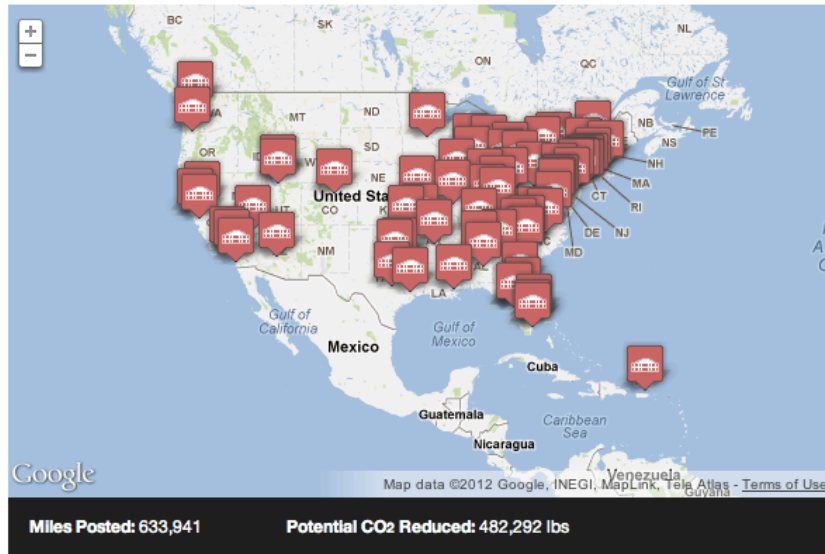 +
−
BC
SK
NL
ON
QC
Gulf of St
Lawrence
WA
MT
ND
NB
PE
NS
OR
SD
NH
MA
NE
CT
RI
United Sta
CO
NJ
DE
MD
NM
LA
Gulf of
California
Gulf of
Mexico
Mexico
Cuba
Guatemala
Caribbean
Sea
Nicaragua
Venezuela
Guyana
Google
Map data ©2012 Google, INEGI, MapLink, Tele Atlas - Terms of Use
Miles Posted: 633,941 Potential CO2 Reduced: 482,292 lbs